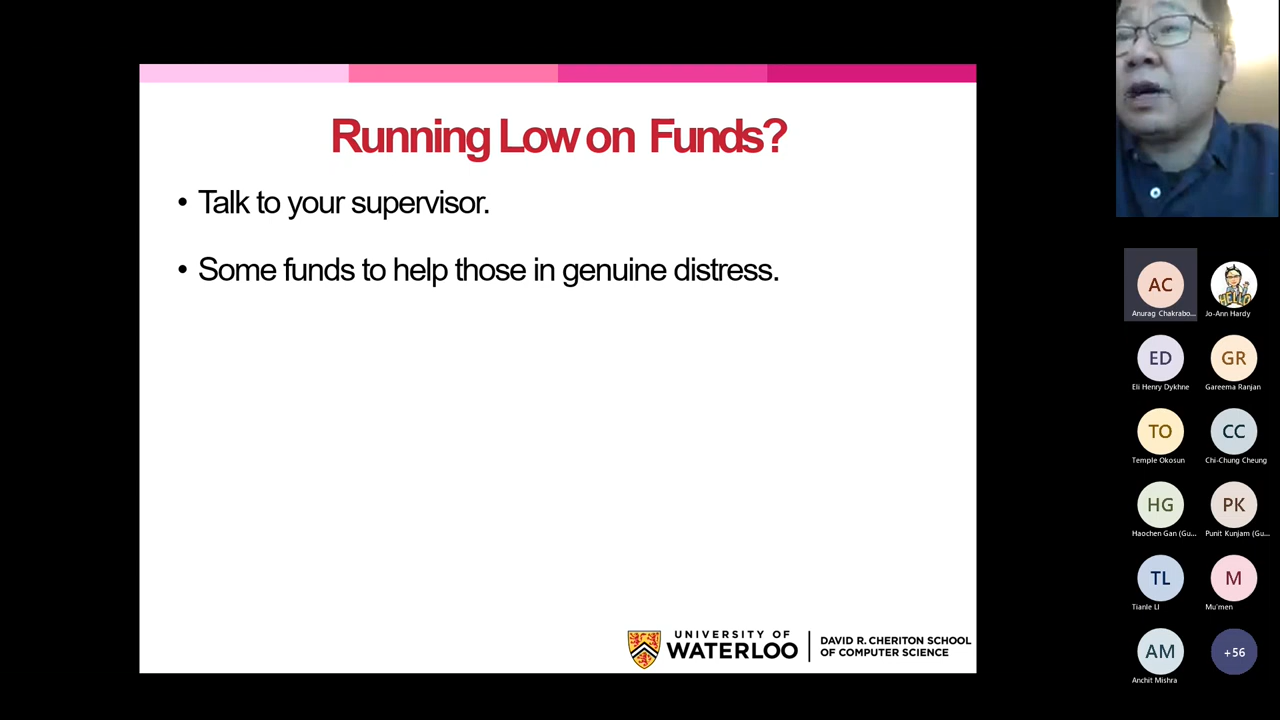 Running Low on Funds?
• Talk to your supervisor.
• Some funds to help those in genuine distress.
UNIVERSITY OF
WATERLOO
DAVID R. CHERITON SCHOOL
OF COMPUTER SCIENCE
AC
Anurag Chakrabo...
HELLO
Jo-Ann Hardy
ED
Eli Henry Dykhne
GR
Gareema Ranjan
TO
Temple Okosun
CC
Chi-Chung Cheung
HG
Haochen Gan (Gu...
PK
Punit Kunjam (Gu...
TL
Tianle LI
M
Mu'men
AM
Anchit Mishra
+56